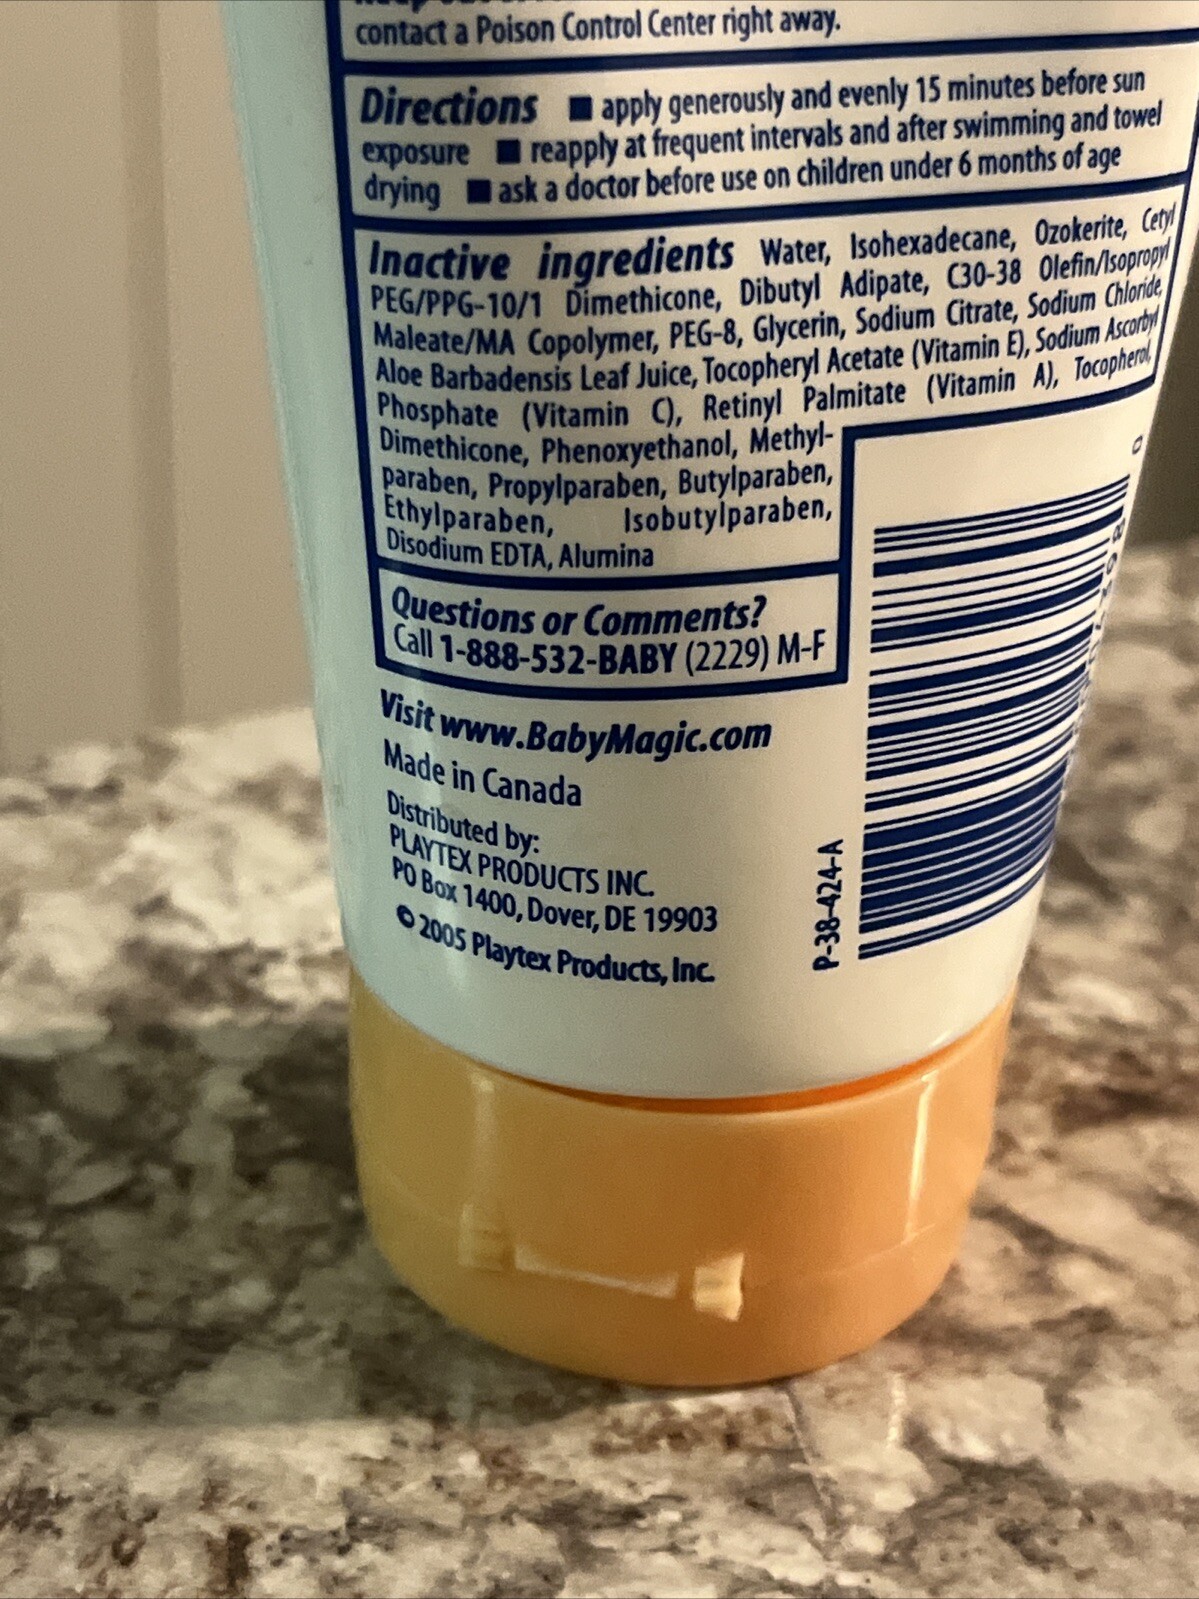 contact a Poison Control Center right away.
Directions ■ apply generously and evenly 15 minutes before sun
exposure ■ reapply at frequent intervals and after swimming and towel
drying ■ ask a doctor before use on children under 6 months of age
Inactive ingredients Water, Isohexadecane, Ozokerite, Cetyl
PEG/PPG-10/1 Dimethicone, Dibutyl Adipate, C30-38 Olefin/Isopropyl
Maleate/MA Copolymer, PEG-8, Glycerin, Sodium Citrate, Sodium Chloride,
Aloe Barbadensis Leaf Juice, Tocopheryl Acetate (Vitamin E), Sodium Ascorbyl
Phosphate (Vitamin C), Retinyl Palmitate (Vitamin A), Tocopherol,
Dimethicone, Phenoxyethanol, Methyl-
paraben, Propylparaben, Butylparaben,
Ethylparaben, Isobutylparaben,
Disodium EDTA, Alumina
Questions or Comments?
Call 1-888-532-BABY (2229) M-F
Visit www.BabyMagic.com
Made in Canada
Distributed by:
PLAYTEX PRODUCTS INC.
PO Box 1400, Dover, DE 19903
© 2005 Playtex Products, Inc.
P-38-424-A
0